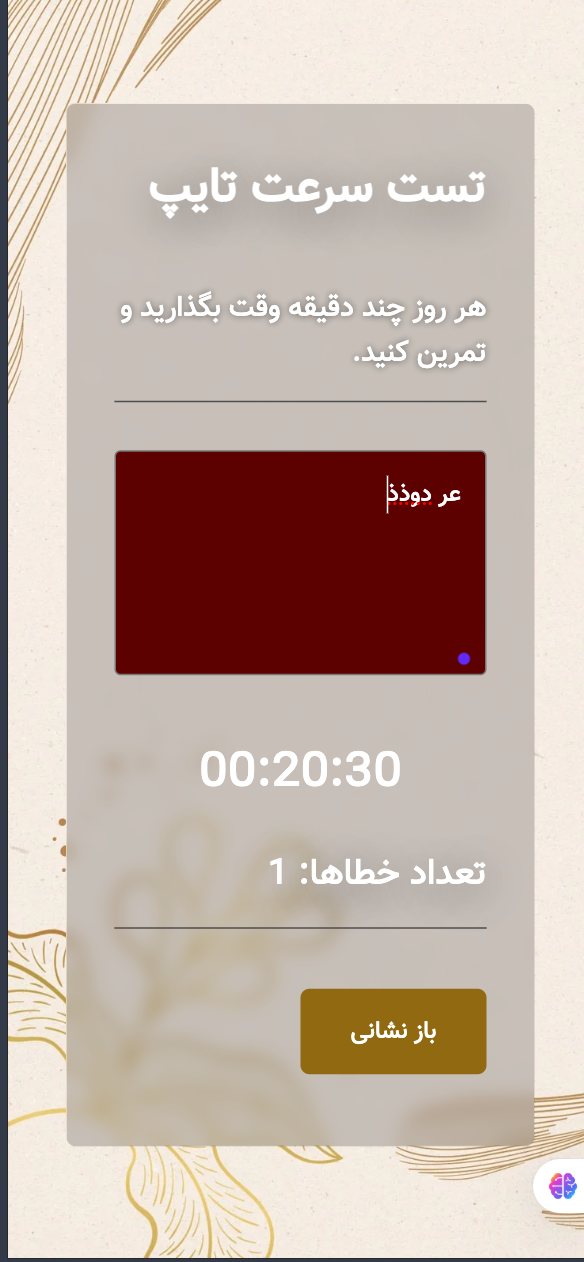 تست سرعت تایپ
هر روز چند دقیقه وقت بگذارید و
تمرین کنید.
عر دوذذ
00:20:30
تعداد خطاها: 1
باز نشانی